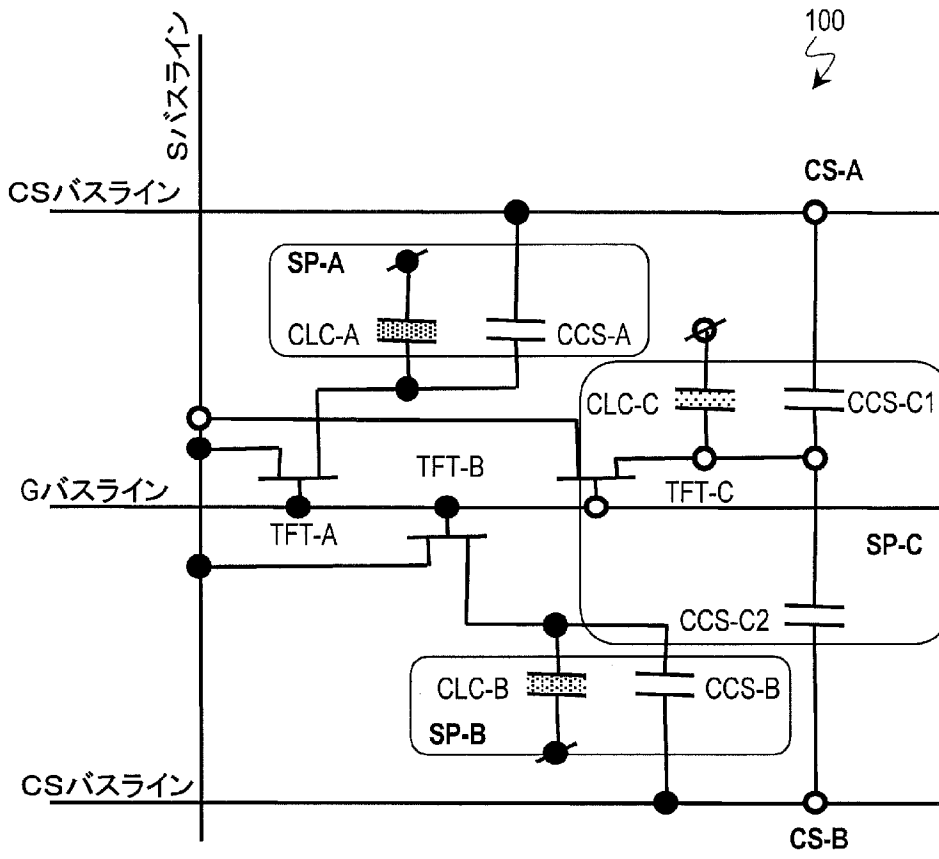 100
Sバスライン
CS-A
CSバスライン
SP-A
CLC-A
CCS-A
CLC-C
CCS-C1
TFT-B
Gバスライン
TFT-C
TFT-A
SP-C
CCS-C2
CLC-B
CCS-B
SP-B
CSバスライン
CS-B